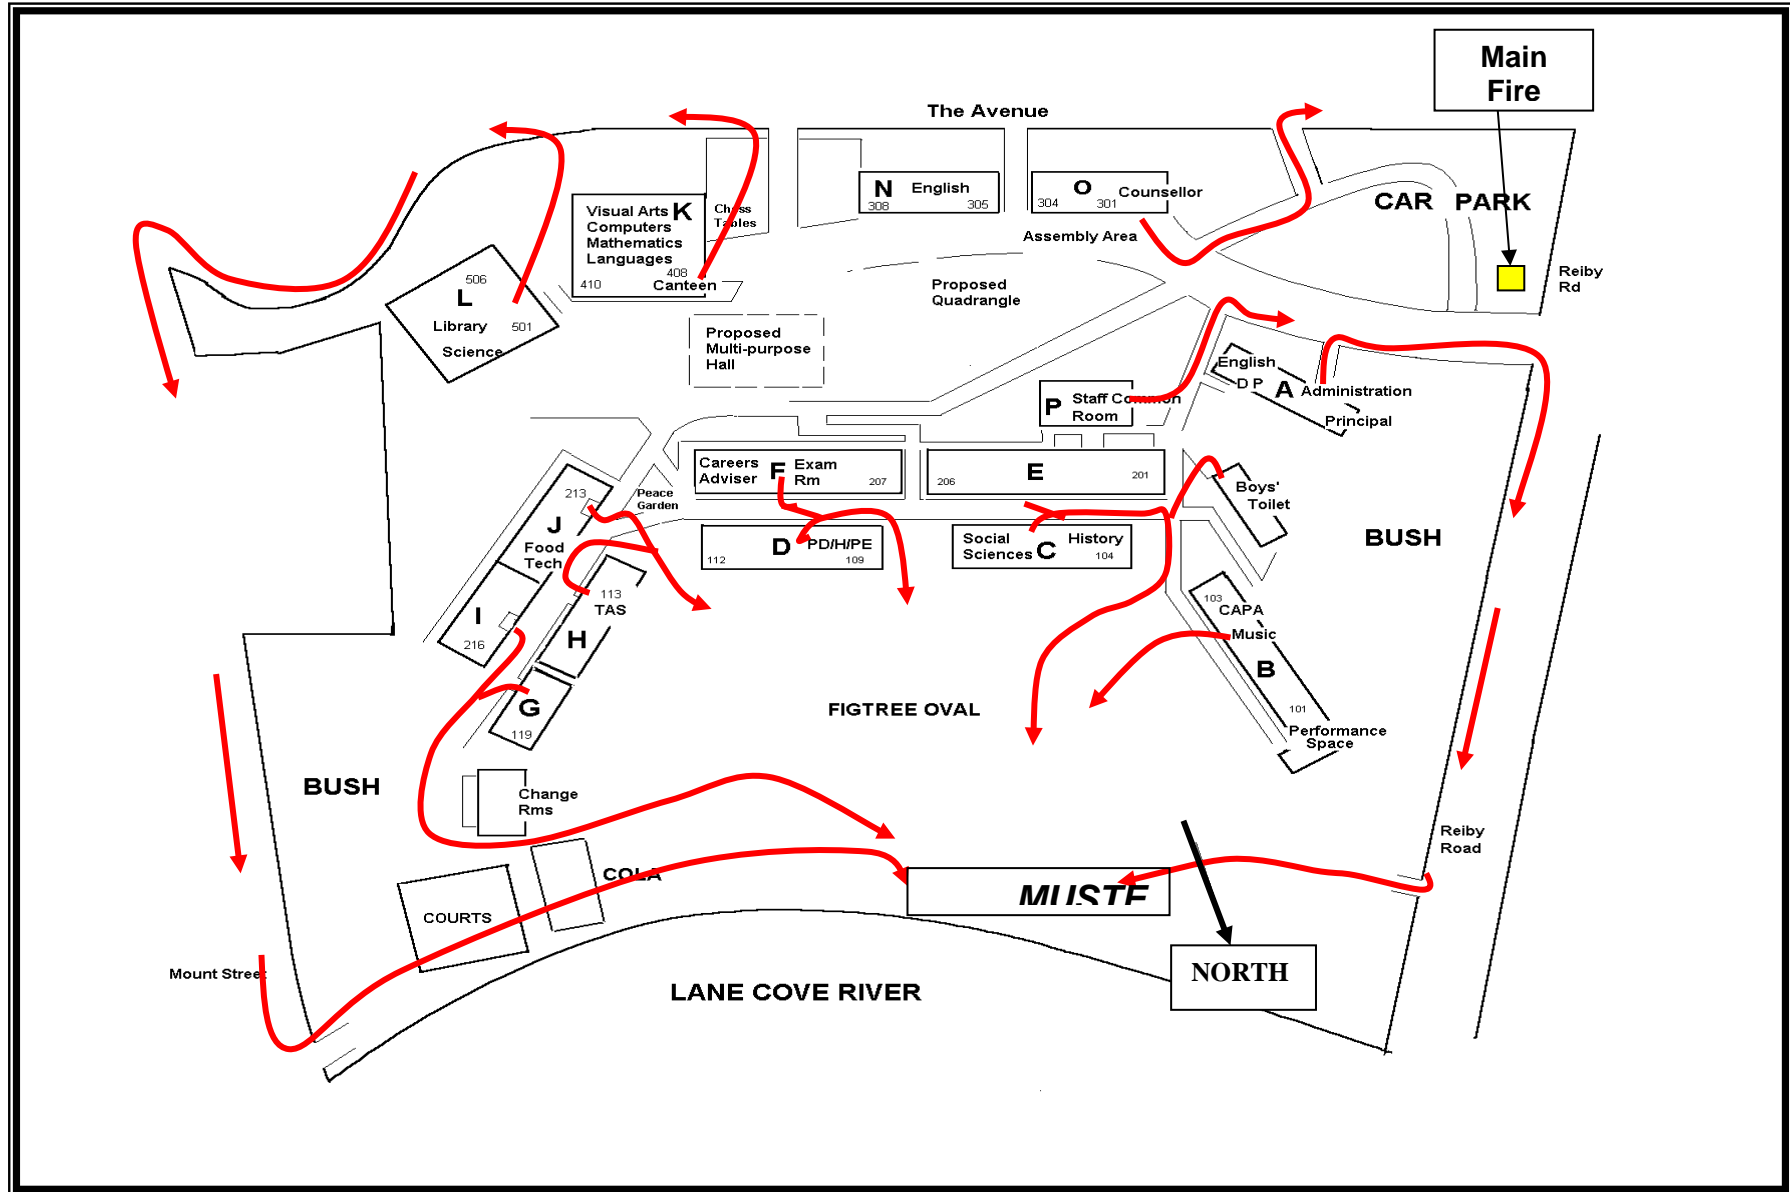 Main
Fire
The Avenue
N English
308 305
O Counsellor
304 301
CAR PARK
Visual Arts K
Computers
Mathematics
Languages
408
410 Canteen
Chess
Tables
Assembly Area
Reiby
Rd
506
L
Library 501
Science
Proposed
Quadrangle
Proposed
Multi-purpose
Hall
English
D P A Administration
Principal
P Staff Common
Room
Careers
Adviser F Exam
Rm 207
206 E 201
Boys'
Toilet
213
J
Food
Tech
Peace
Garden
D PD/H/PE
112 109
Social
Sciences C History
104
BUSH
I
216
113
TAS
H
G
119
103
CAPA
Music
B
101
Performance
Space
FIGTREE OVAL
BUSH
Change
Rms
Reiby
Road
COLA
COURTS
MUSTE
Mount Street
LANE COVE RIVER
NORTH